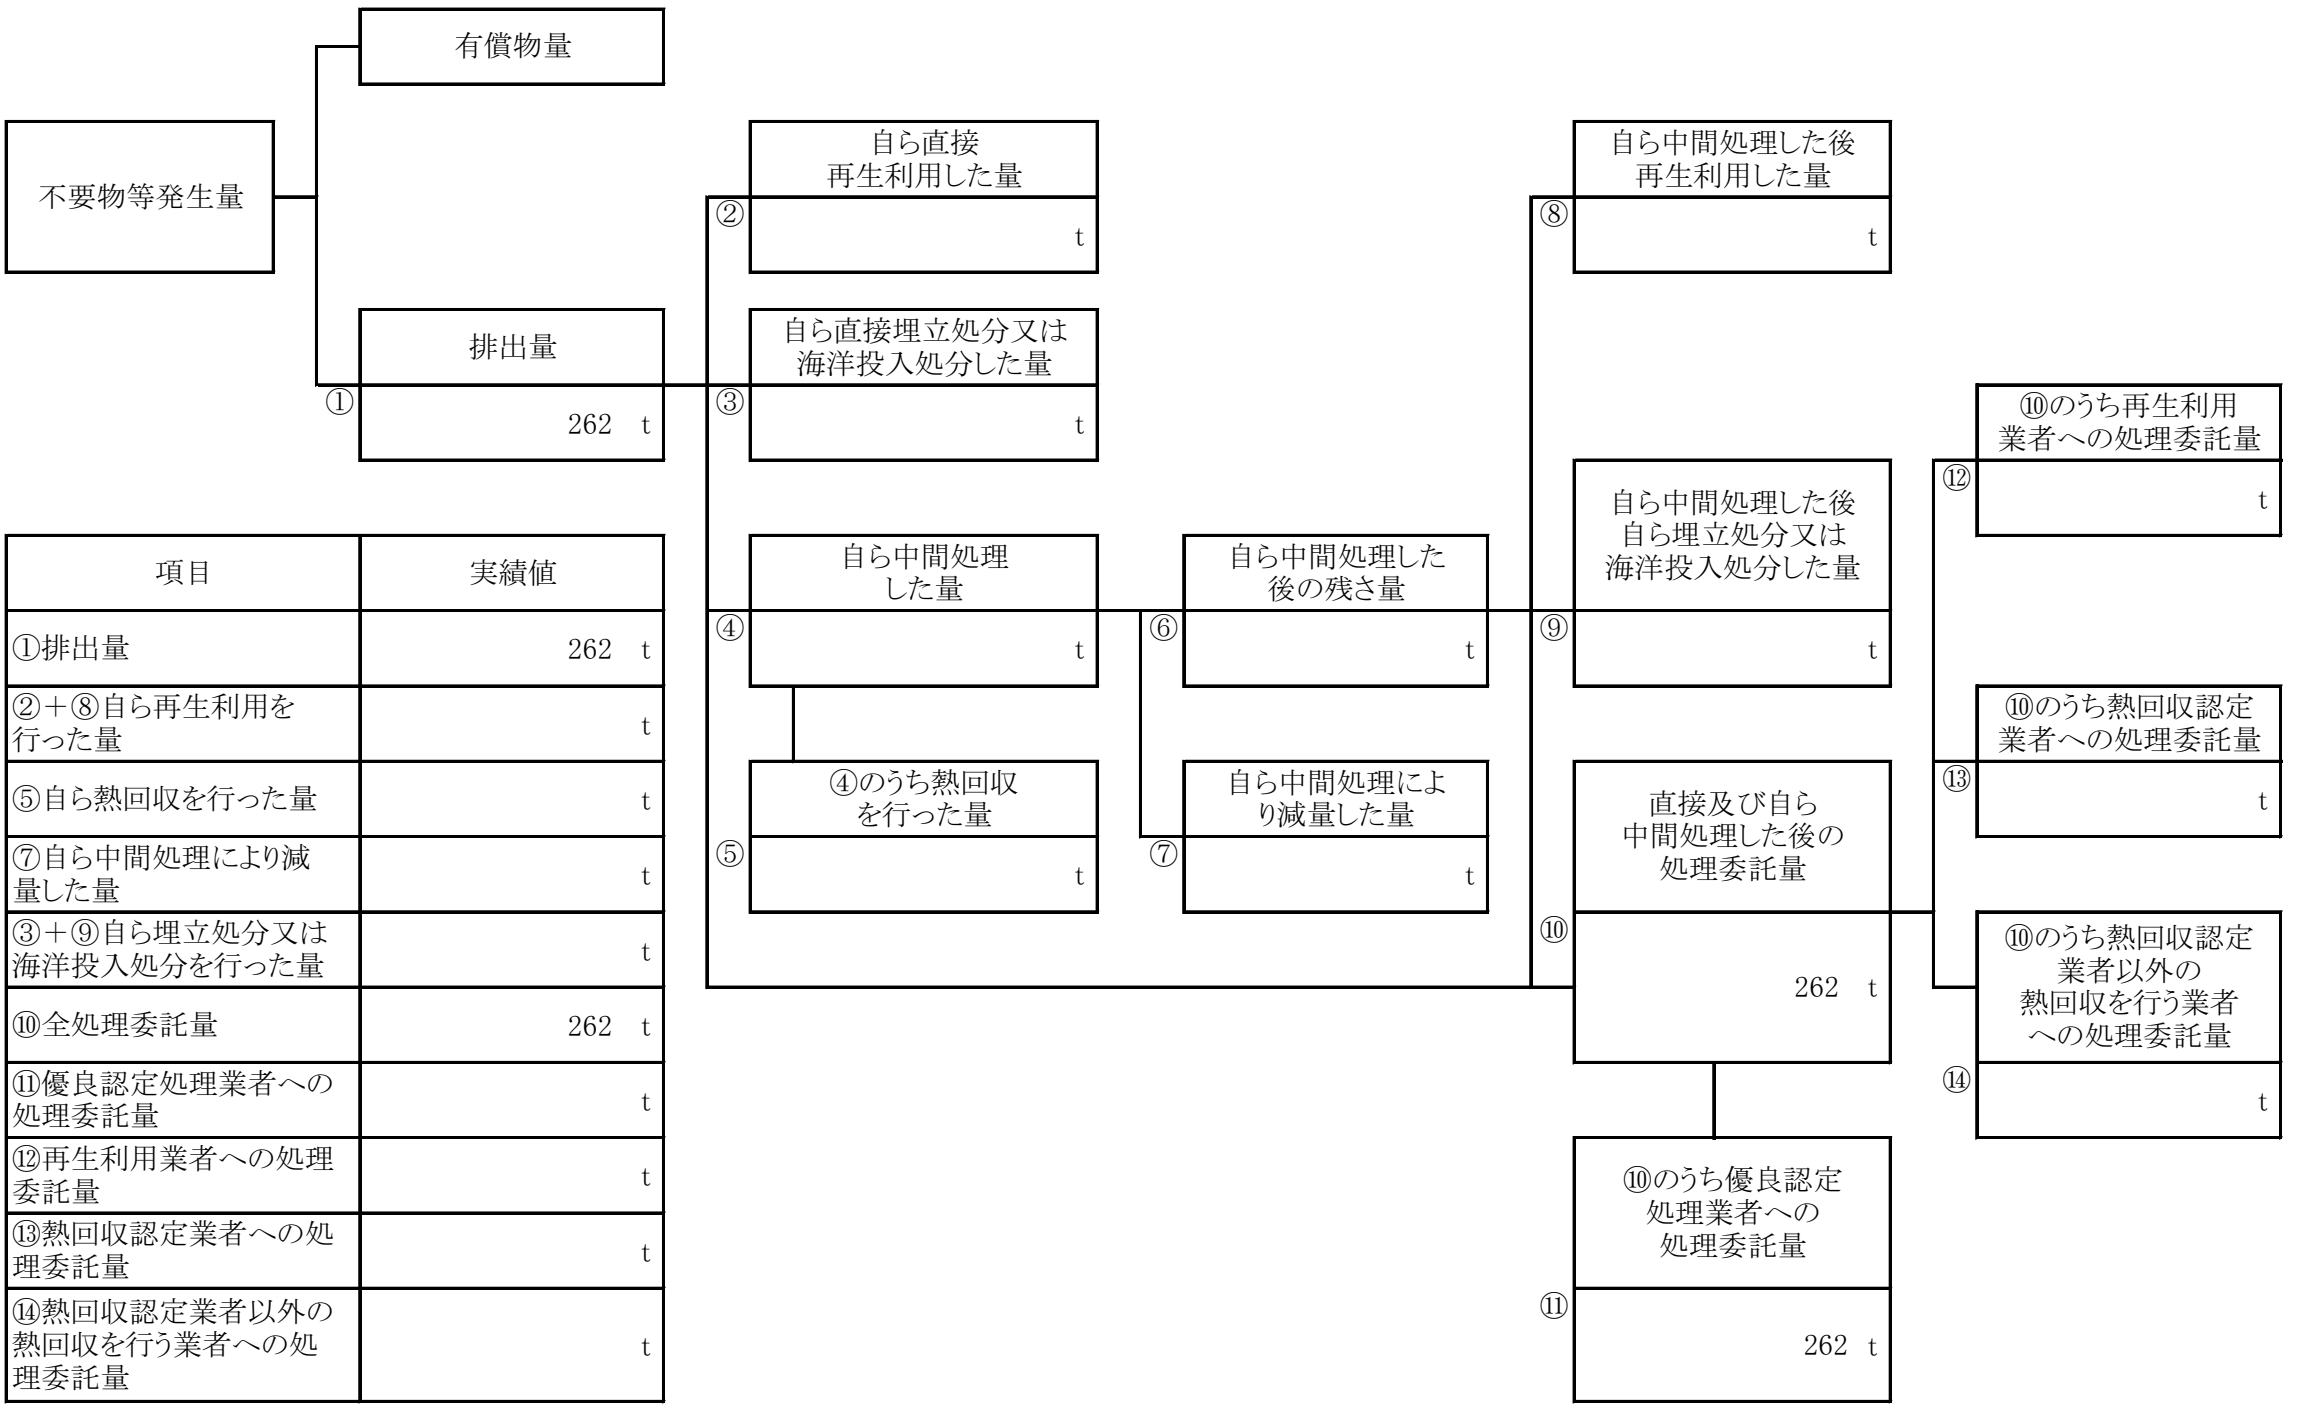 有償物量
不要物等発生量
排出量
①
262 t
自ら直接
再生利用した量
②
t
自ら直接埋立処分又は
海洋投入処分した量
③
t
自ら中間処理
した量
④
t
④のうち熱回収
を行った量
⑤
t
自ら中間処理した
後の残さ量
⑥
t
自ら中間処理によ
り減量した量
⑦
t
自ら中間処理した後
再生利用した量
⑧
t
自ら中間処理した後
自ら埋立処分又は
海洋投入処分した量
⑨
t
直接及び自ら
中間処理した後の
処理委託量
⑩
262 t
⑩のうち優良認定
処理業者への
処理委託量
⑪
262 t
⑩のうち再生利用
業者への処理委託量
⑫
t
⑩のうち熱回収認定
業者への処理委託量
⑬
t
⑩のうち熱回収認定
業者以外の
熱回収を行う業者
への処理委託量
⑭
t
項目 実績値
①排出量 262 t
②＋⑧自ら再生利用を
行った量
t
⑤自ら熱回収を行った量 t
⑦自ら中間処理により減
量した量
t
③＋⑨自ら埋立処分又は
海洋投入処分を行った量
t
⑩全処理委託量 262 t
⑪優良認定処理業者への
処理委託量
t
⑫再生利用業者への処理
委託量
t
⑬熱回収認定業者への処
理委託量
t
⑭熱回収認定業者以外の
熱回収を行う業者への処
理委託量
t